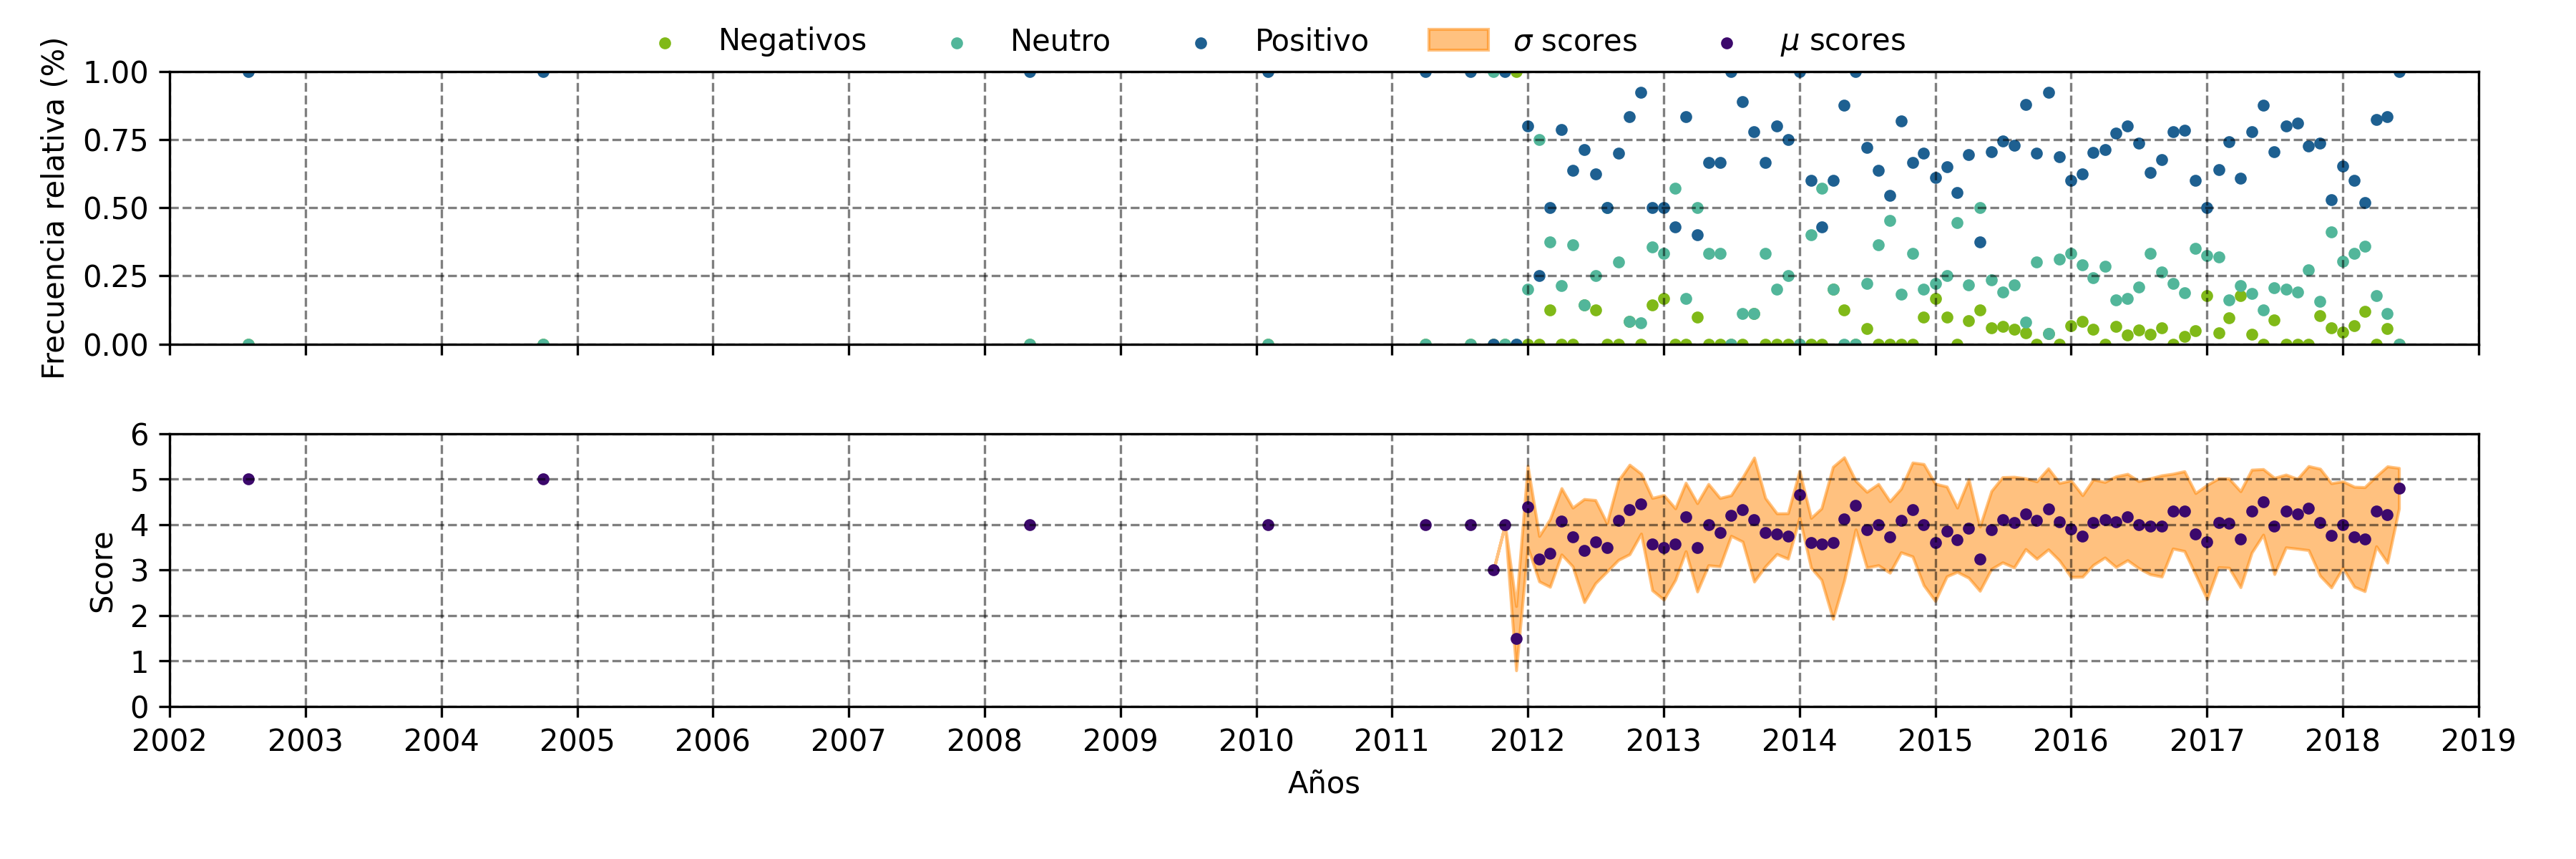 Negativos Neutro Positivo σ scores μ scores
Frecuencia relativa (%)
1.00
0.75
0.50
0.25
0.00
Score
6
5
4
3
2
1
0
2002 2003 2004 2005 2006 2007 2008 2009 2010 2011 2012 2013 2014 2015 2016 2017 2018 2019
Años